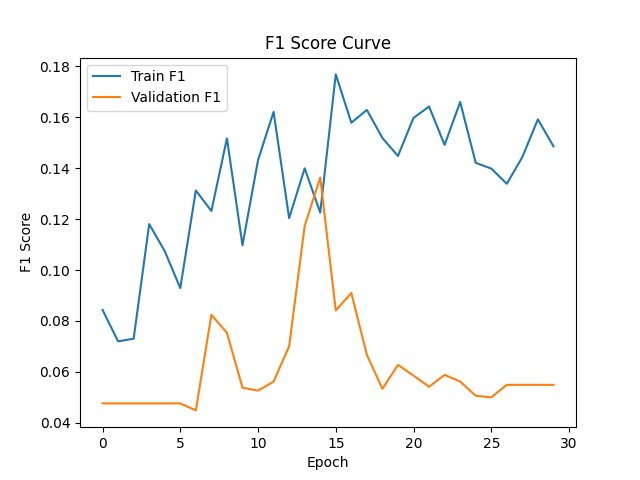 F1 Score Curve
Train F1
Validation F1
0.18
0.16
0.14
0.12
0.10
0.08
0.06
0.04
F1 Score
0 5 10 15 20 25 30
Epoch